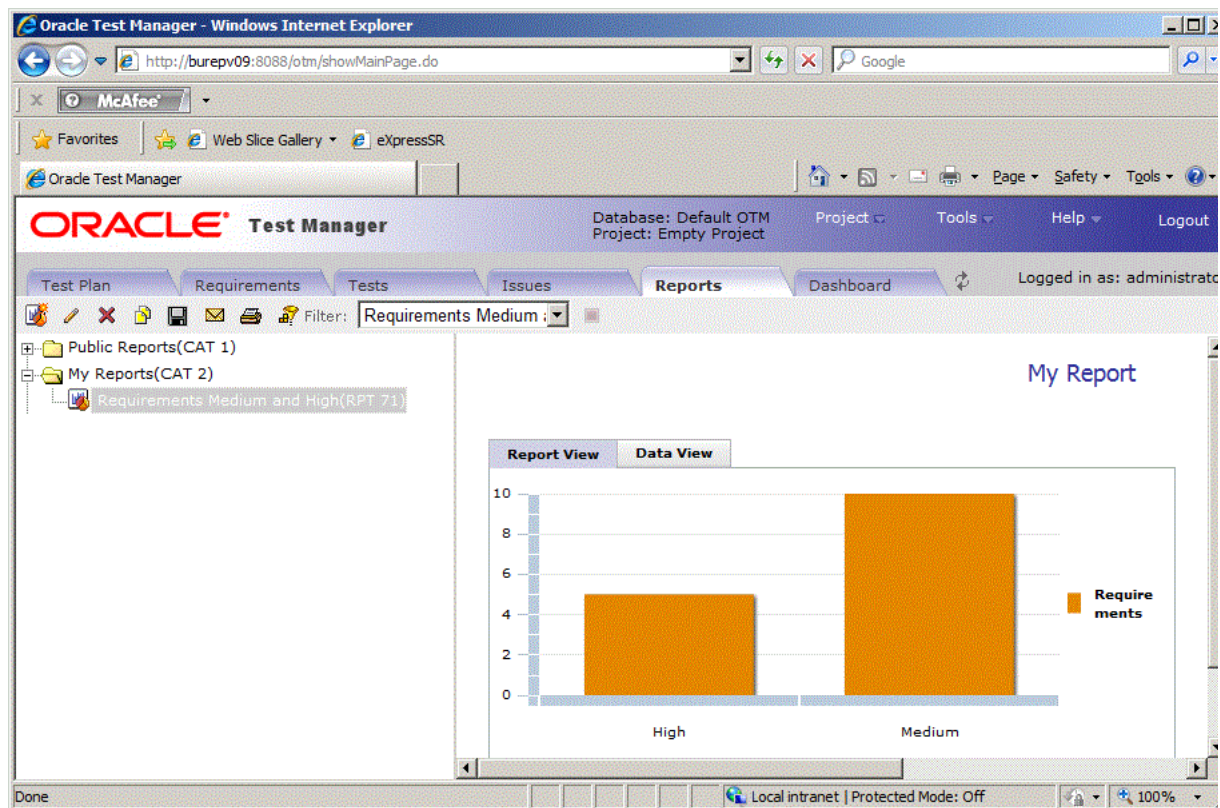 Oracle Test Manager - Windows Internet Explorer
http://burepv09:8088/otm/showMainPage.do
Google
McAfee
Favorites Web Slice Gallery eXpressSR
Oracle Test Manager
Page Safety Tools
ORACLE Test Manager
Database: Default OTM
Project: Empty Project
Project Tools Help Logout
Test Plan Requirements Tests Issues Reports Dashboard
Logged in as: administrato
Filter: Requirements Medium
Public Reports(CAT 1)
My Reports(CAT 2)
Requirements Medium and High(RPT 71)
My Report
Report View Data View
10
8
6
4
2
0
High Medium
Require
ments
Done
Local intranet | Protected Mode: Off
100%